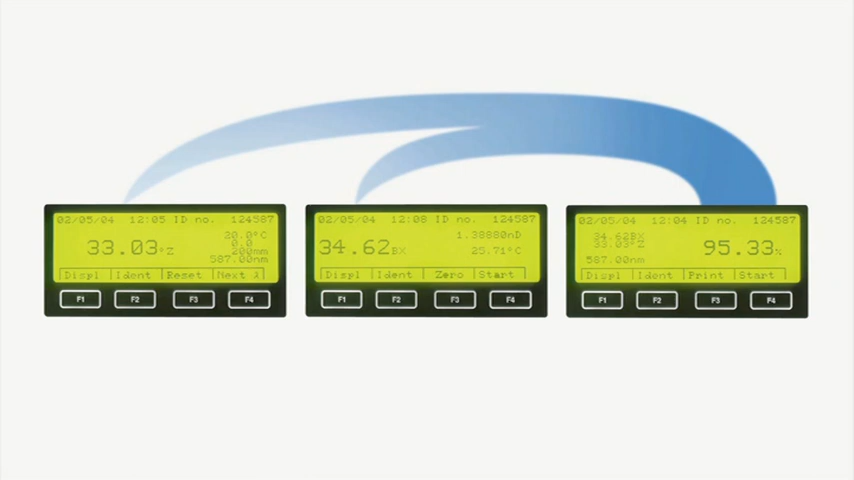 02/05/04 12:05 ID no. 124587
33.03°Z
20.0°C
0.0
200mm
587.00nm
Displ Ident Reset Next λ
F1 F2 F3 F4
02/05/04 12:08 ID no. 124587
34.62BX
1.38880nD
25.71°C
Displ Ident Zero Start
F1 F2 F3 F4
02/05/04 12:04 ID no. 124587
34.62BX
33.03°Z
95.33%
587.00nm
Displ Ident Print Start
F1 F2 F3 F4